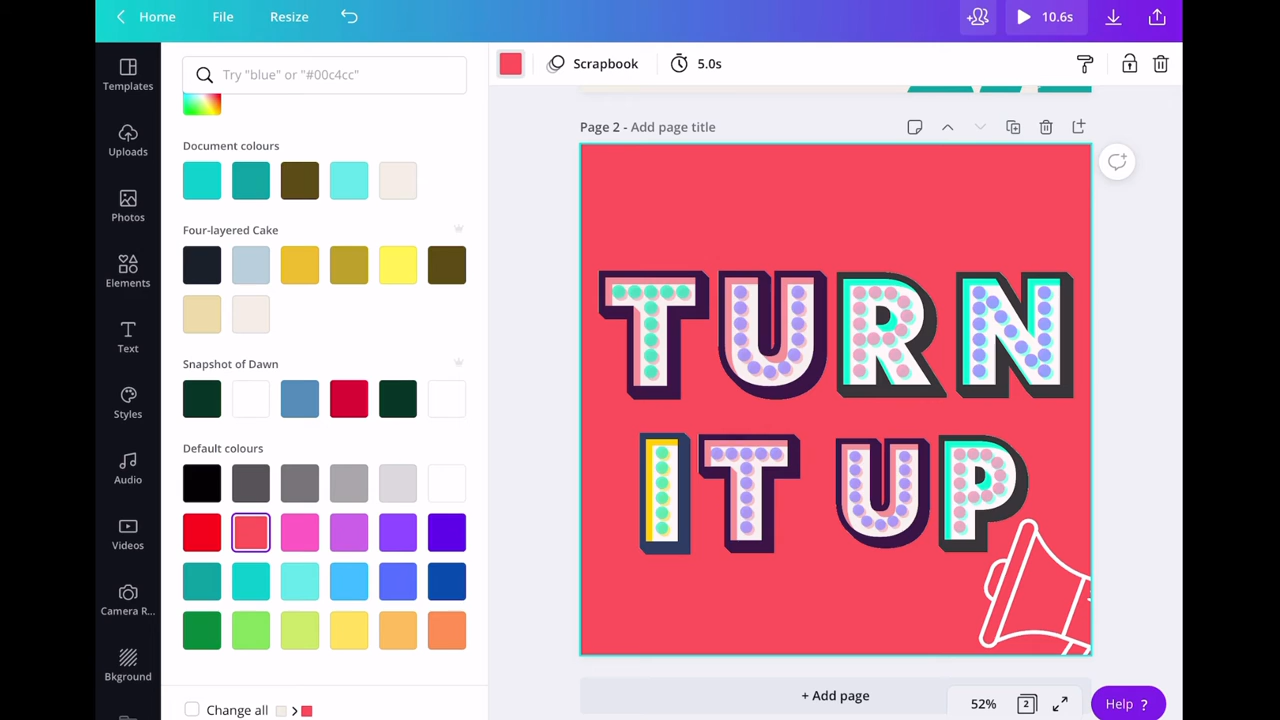 Home File Resize 10.6s
Templates
Uploads
Photos
Elements
Text
Styles
Audio
Videos
Camera R...
Bkground
Try "blue" or "#00c4cc"
Document colours
Four-layered Cake
Snapshot of Dawn
Default colours
Change all
Scrapbook 5.0s
Page 2 - Add page title
TURN
IT UP
+ Add page
52% 2 Help ?